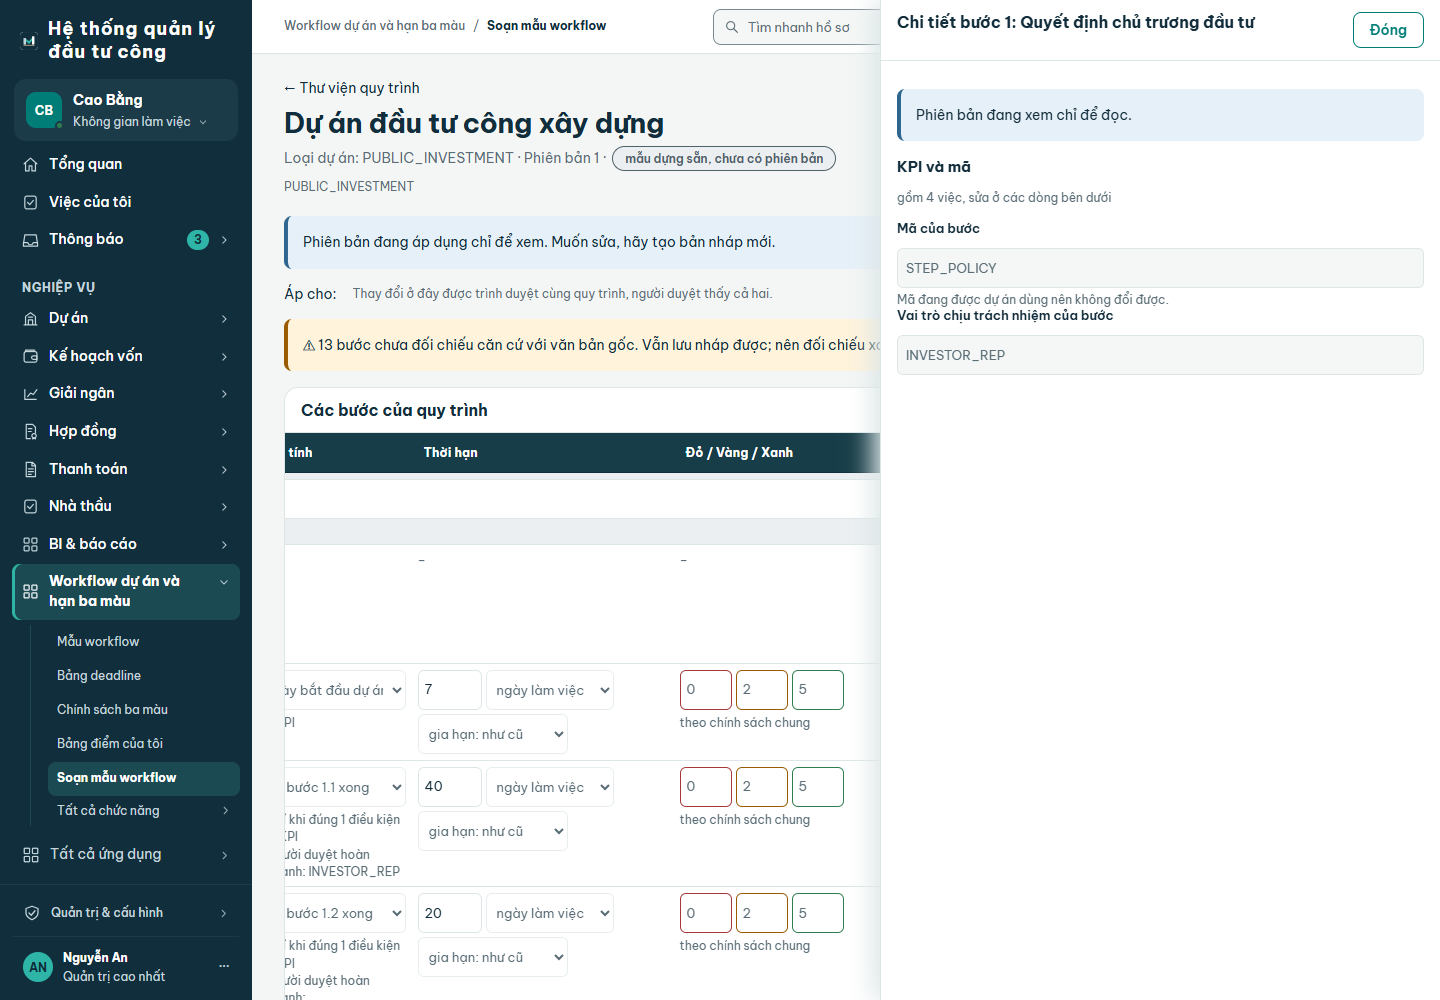 Hệ thống quản lý
đầu tư công
CB
Cao Bằng
Không gian làm việc
Tổng quan
Việc của tôi
Thông báo
3
NGHIỆP VỤ
Dự án
Kế hoạch vốn
Giải ngân
Hợp đồng
Thanh toán
Nhà thầu
BI & báo cáo
Workflow dự án và
hạn ba màu
Mẫu workflow
Bảng deadline
Chính sách ba màu
Bảng điểm của tôi
Soạn mẫu workflow
Tất cả chức năng
Tất cả ứng dụng
Quản trị & cấu hình
AN
Nguyễn An
Quản trị cao nhất
Workflow dự án và hạn ba màu / Soạn mẫu workflow
Tìm nhanh hồ sơ
← Thư viện quy trình
Dự án đầu tư công xây dựng
Loại dự án: PUBLIC_INVESTMENT · Phiên bản 1 · mẫu dựng sẵn, chưa có phiên bản
PUBLIC_INVESTMENT
Phiên bản đang áp dụng chỉ để xem. Muốn sửa, hãy tạo bản nháp mới.
Áp cho: Thay đổi ở đây được trình duyệt cùng quy trình, người duyệt thấy cả hai.
⚠ 13 bước chưa đối chiếu căn cứ với văn bản gốc. Vẫn lưu nháp được; nên đối chiếu
Các bước của quy trình
tính Thời hạn Đỏ / Vàng / Xanh
– –
ày bắt đầu dự án 7 ngày làm việc 0 2 5
PI gia hạn: như cũ theo chính sách chung
bước 1.1 xong 40 ngày làm việc 0 2 5
khi đúng 1 điều kiện gia hạn: như cũ theo chính sách chung
KPI
ười duyệt hoàn
ành: INVESTOR_REP
bước 1.2 xong 20 ngày làm việc 0 2 5
khi đúng 1 điều kiện gia hạn: như cũ theo chính sách chung
PI
ười duyệt hoàn
ành:
Chi tiết bước 1: Quyết định chủ trương đầu tư
Đóng
Phiên bản đang xem chỉ để đọc.
KPI và mã
gồm 4 việc, sửa ở các dòng bên dưới
Mã của bước
STEP_POLICY
Mã đang được dự án dùng nên không đổi được.
Vai trò chịu trách nhiệm của bước
INVESTOR_REP